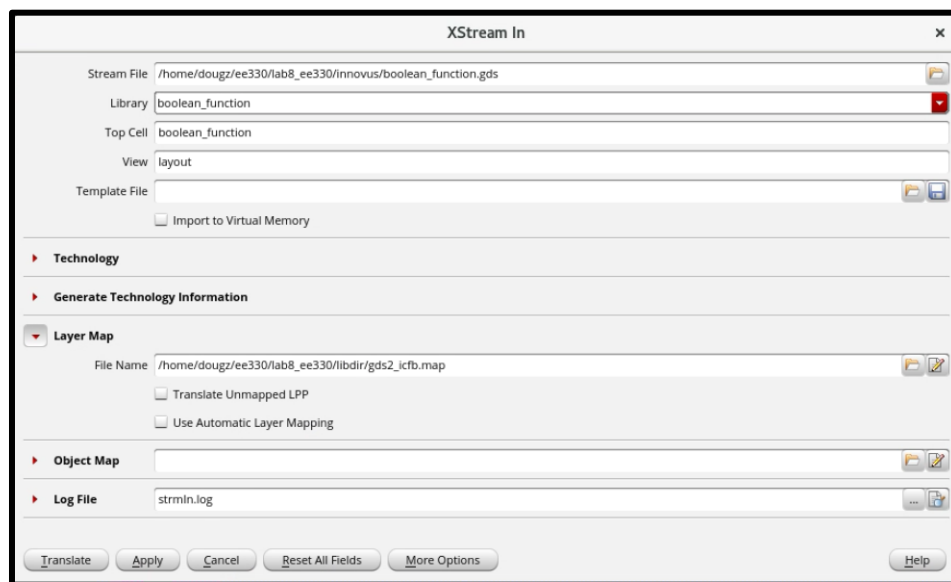 XStream In
Stream File /home/dougz/ee330/lab8_ee330/innovus/boolean_function.gds
Library boolean_function
Top Cell boolean_function
View layout
Template File
Import to Virtual Memory
Technology
Generate Technology Information
Layer Map
File Name /home/dougz/ee330/lab8_ee330/libdir/gds2_icfb.map
Translate Unmapped LPP
Use Automatic Layer Mapping
Object Map
Log File strmIn.log ...
Translate Apply Cancel Reset All Fields More Options Help